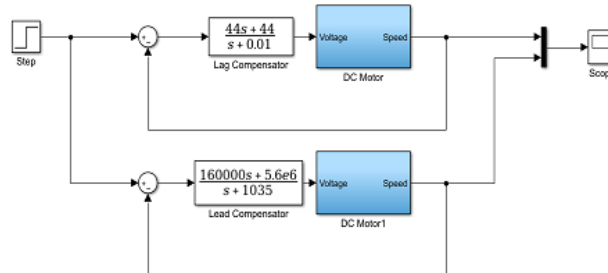 Step
+
-
44s + 44
s + 0.01
Lag Compensator
Voltage Speed
DC Motor
Scop
+
-
160000s + 5.6e6
s + 1035
Lead Compensator
Voltage Speed
DC Motor1